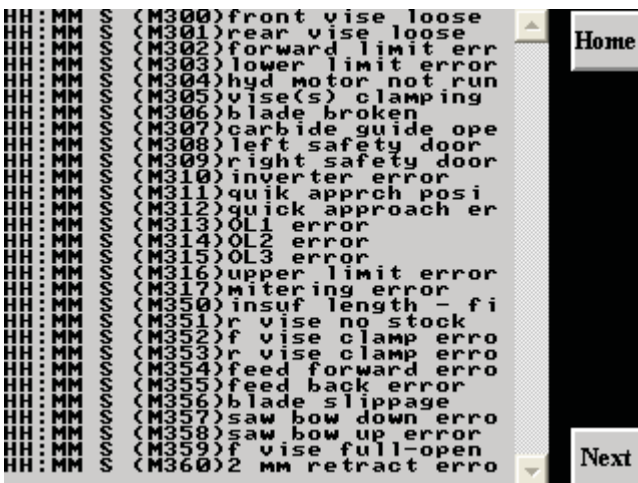 HH:MM S (M300)front vise loose
HH:MM S (M301)rear vise loose
HH:MM S (M302)forward limit err
HH:MM S (M303)lower limit error
HH:MM S (M304)hyd motor not run
HH:MM S (M305)vise(s) clamping
HH:MM S (M306)blade broken
HH:MM S (M307)carbide guide ope
HH:MM S (M308)left safety door
HH:MM S (M309)right safety door
HH:MM S (M310)inverter error
HH:MM S (M311)quik apprch posi
HH:MM S (M312)quick approach er
HH:MM S (M313)OL1 error
HH:MM S (M314)OL2 error
HH:MM S (M315)OL3 error
HH:MM S (M316)upper limit error
HH:MM S (M317)mitering error
HH:MM S (M350)insuf length - fi
HH:MM S (M351)r vise no stock
HH:MM S (M352)f vise clamp erro
HH:MM S (M353)r vise clamp erro
HH:MM S (M354)feed forward erro
HH:MM S (M355)feed back error
HH:MM S (M356)blade slippage
HH:MM S (M357)saw bow down erro
HH:MM S (M358)saw bow up error
HH:MM S (M359)f vise full-open
HH:MM S (M360)2 mm retract erro
Home
Next